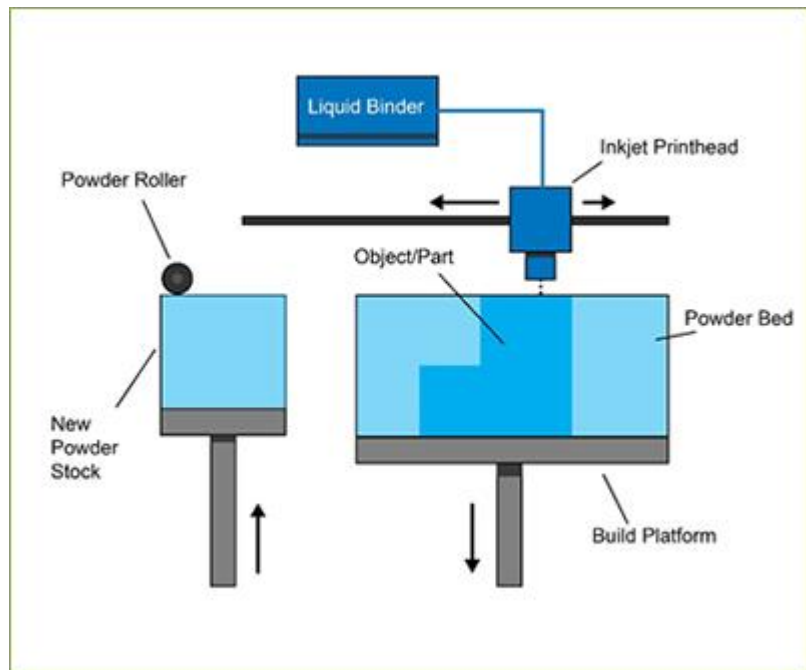 Liquid Binder
Inkjet Printhead
Powder Roller
Object/Part
Powder Bed
New
Powder
Stock
Build Platform